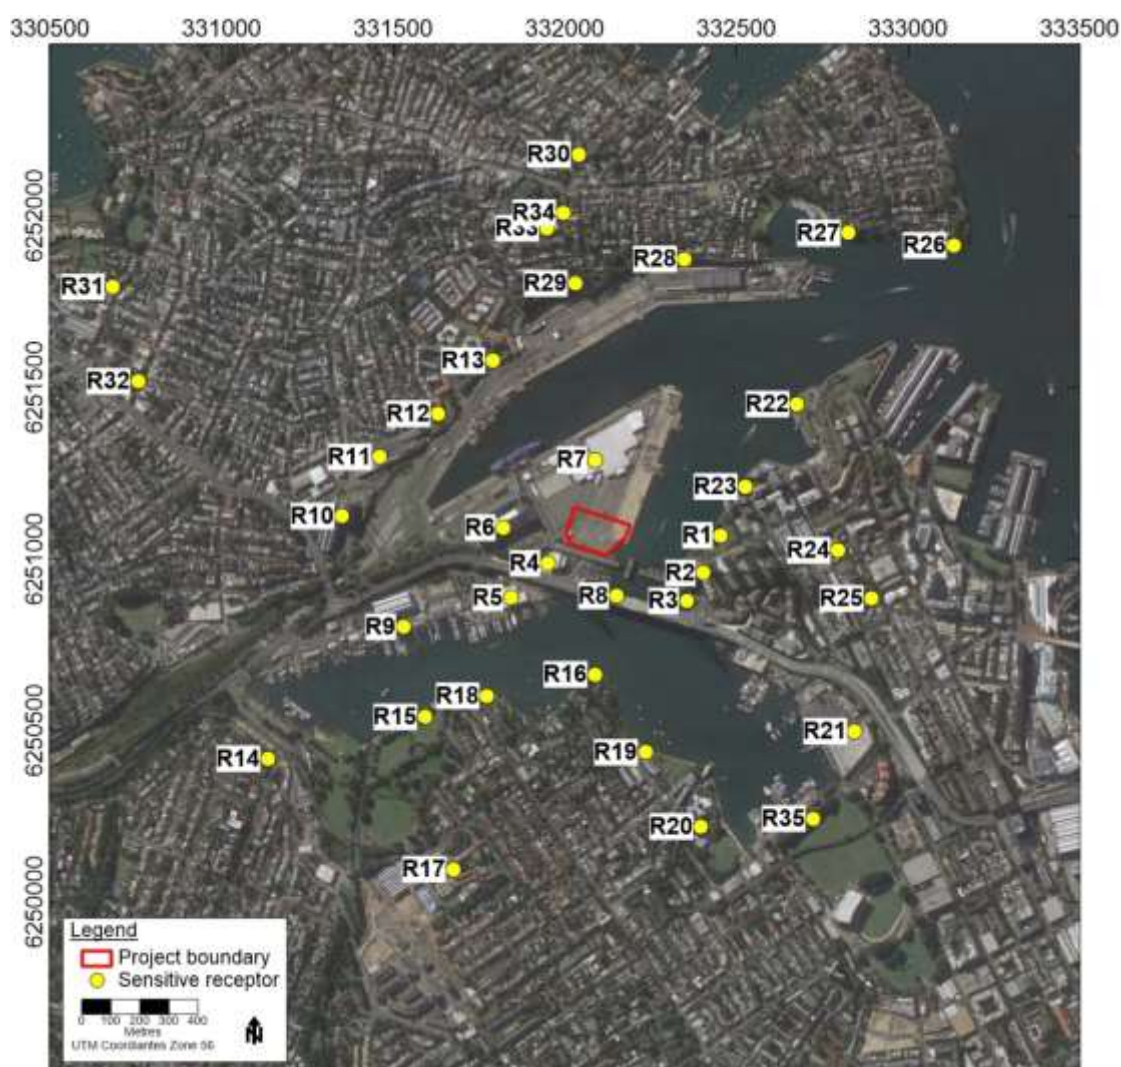 330500 331000 331500 332000 332500 333000 333500
6252000
6251500
6251000
6250500
6250000
R30
R34
R33
R27
R26
R28
R29
R31
R13
R32
R22
R12
R11
R7
R23
R10
R6
R1
R24
R4
R2
R5
R8
R3
R25
R9
R16
R18
R15
R21
R14
R19
R20
R35
R17
Legend
Project boundary
Sensitive receptor
0 100 200 300 400
Metres
UTM Coordiantes Zone 56
N